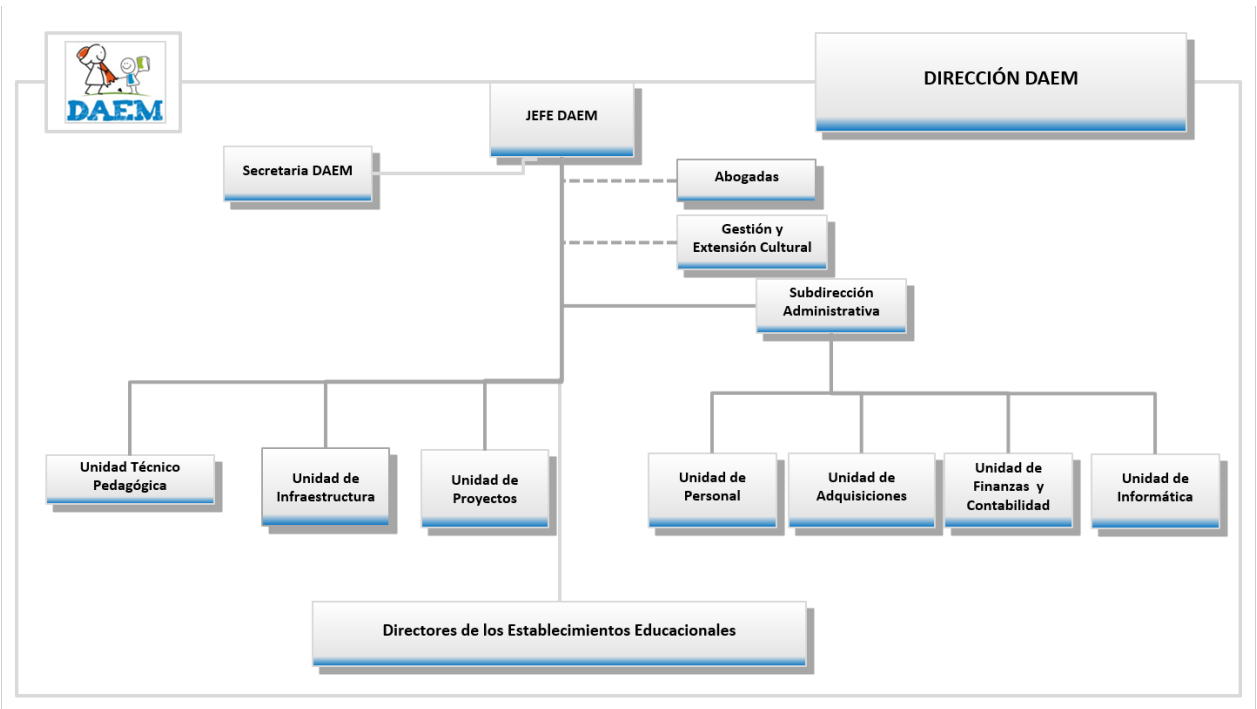 DAEM
DIRECCIÓN DAEM
JEFE DAEM
Secretaria DAEM
Abogadas
Gestión y
Extensión Cultural
Subdirección
Administrativa
Unidad Técnico
Pedagógica
Unidad de
Infraestructura
Unidad de
Proyectos
Unidad de
Personal
Unidad de
Adquisiciones
Unidad de
Finanzas y
Contabilidad
Unidad de
Informática
Directores de los Establecimientos Educacionales